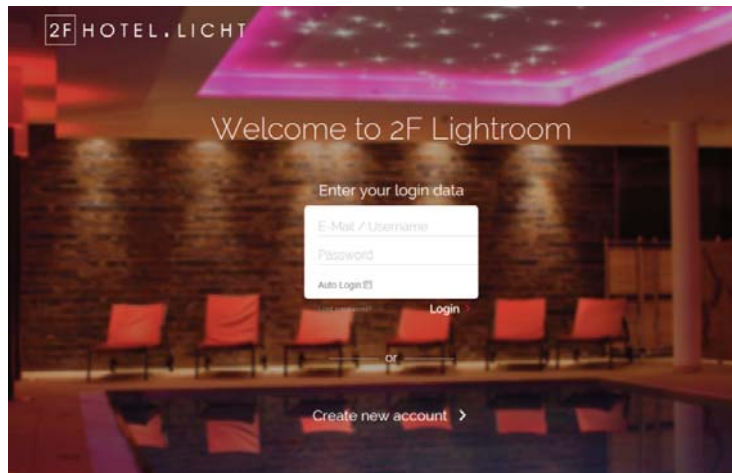 2F HOTEL.LICHT
Welcome to 2F Lightroom
Enter your login data
E-Mail / Username
Password
Auto Login
Login >
or
Create new account >